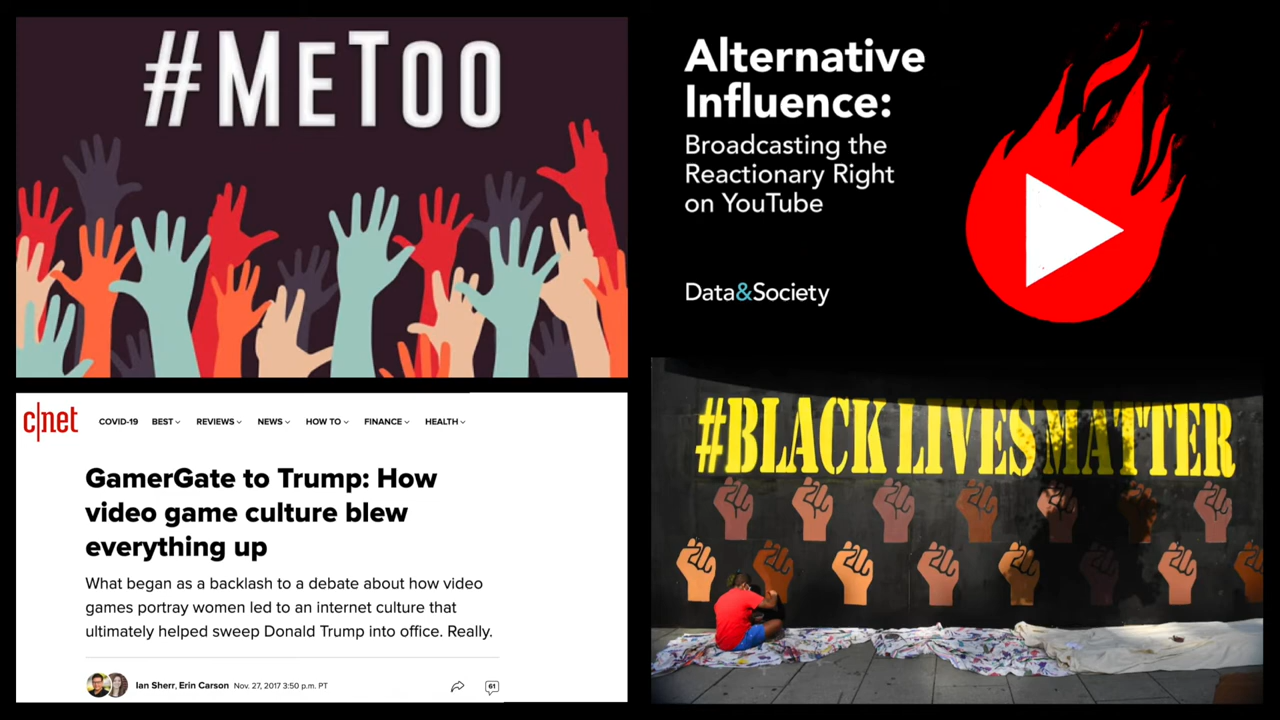 #MeToo
Alternative
Influence:
Broadcasting the
Reactionary Right
on YouTube
Data&Society
c|net
COVID-19 BEST REVIEWS NEWS HOW TO FINANCE HEALTH
GamerGate to Trump: How
video game culture blew
everything up
What began as a backlash to a debate about how video
games portray women led to an internet culture that
ultimately helped sweep Donald Trump into office. Really.
Ian Sherr, Erin Carson Nov. 27, 2017 3:50 p.m. PT
61
#BLACK LIVES MATTER